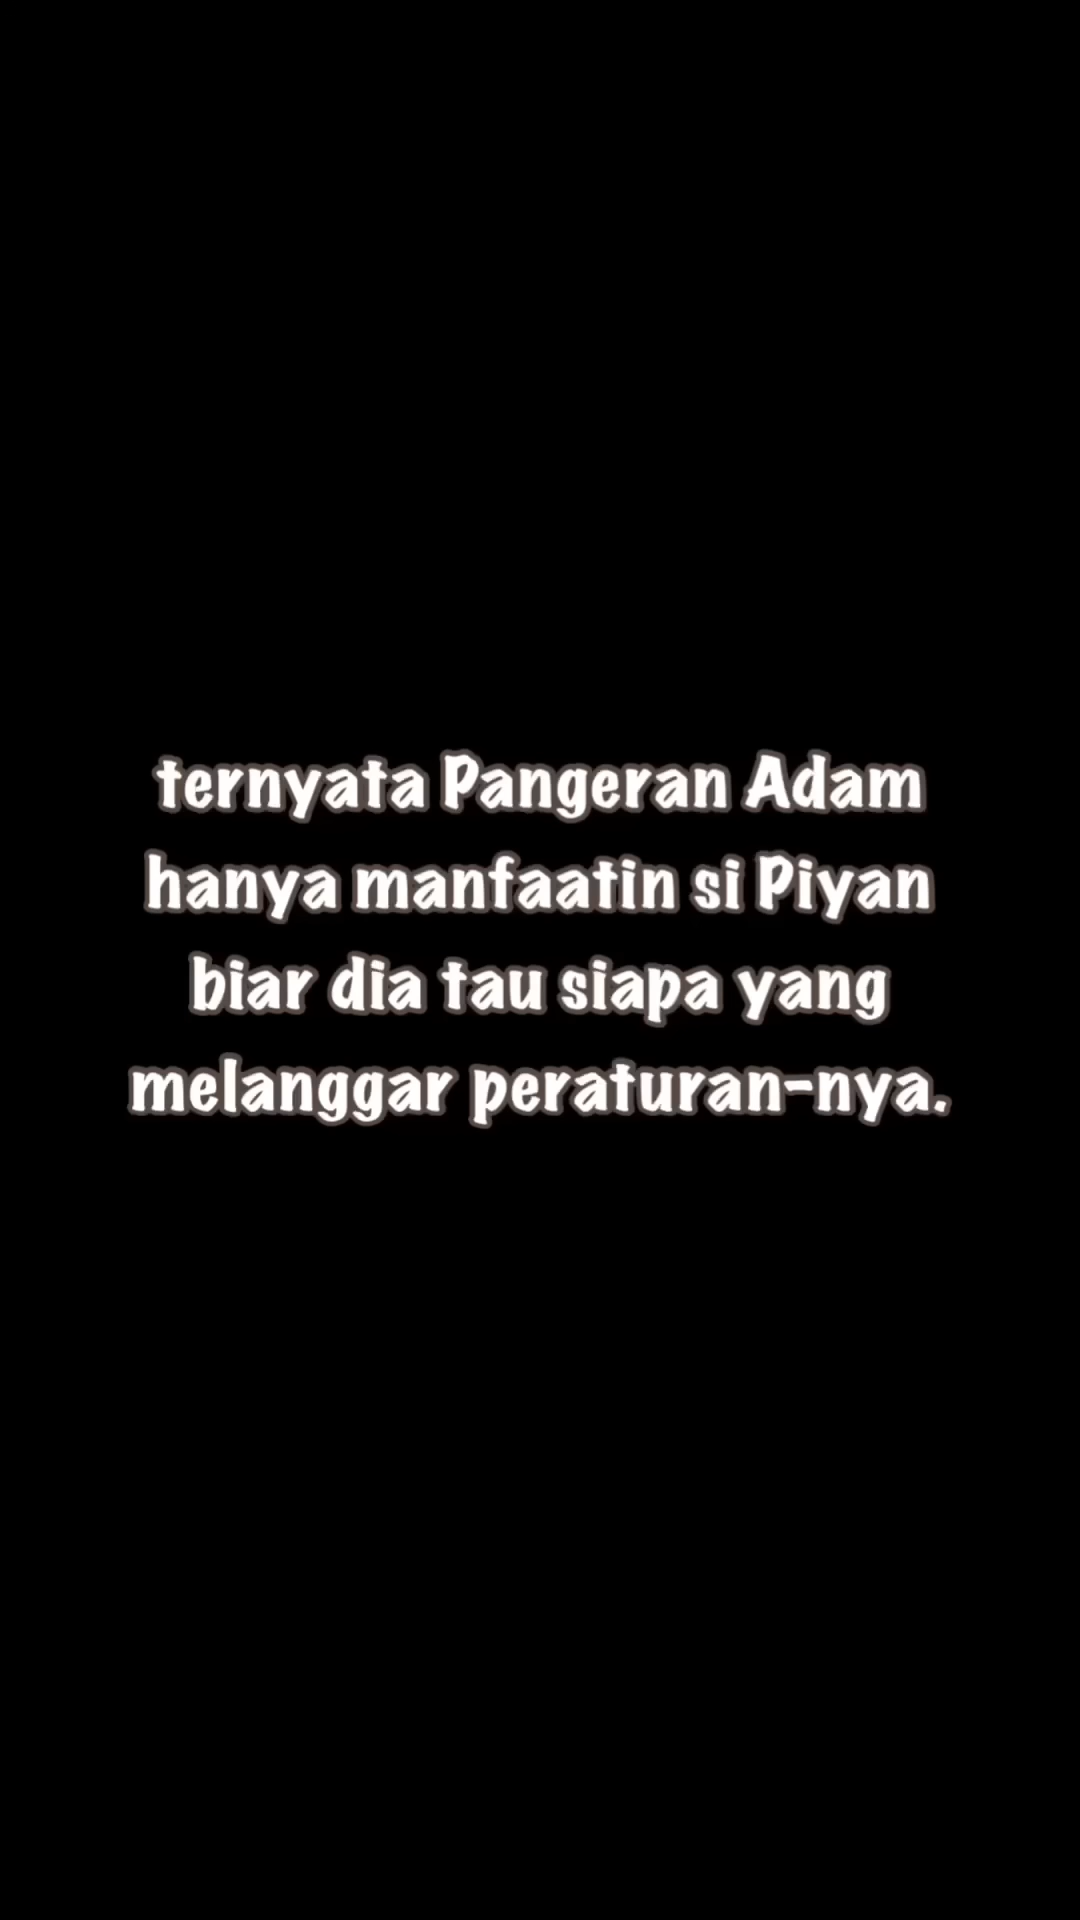 ternyata Pangeran Adam
hanya manfaatin si Piyan
biar dia tau siapa yang
melanggar peraturan-nya.